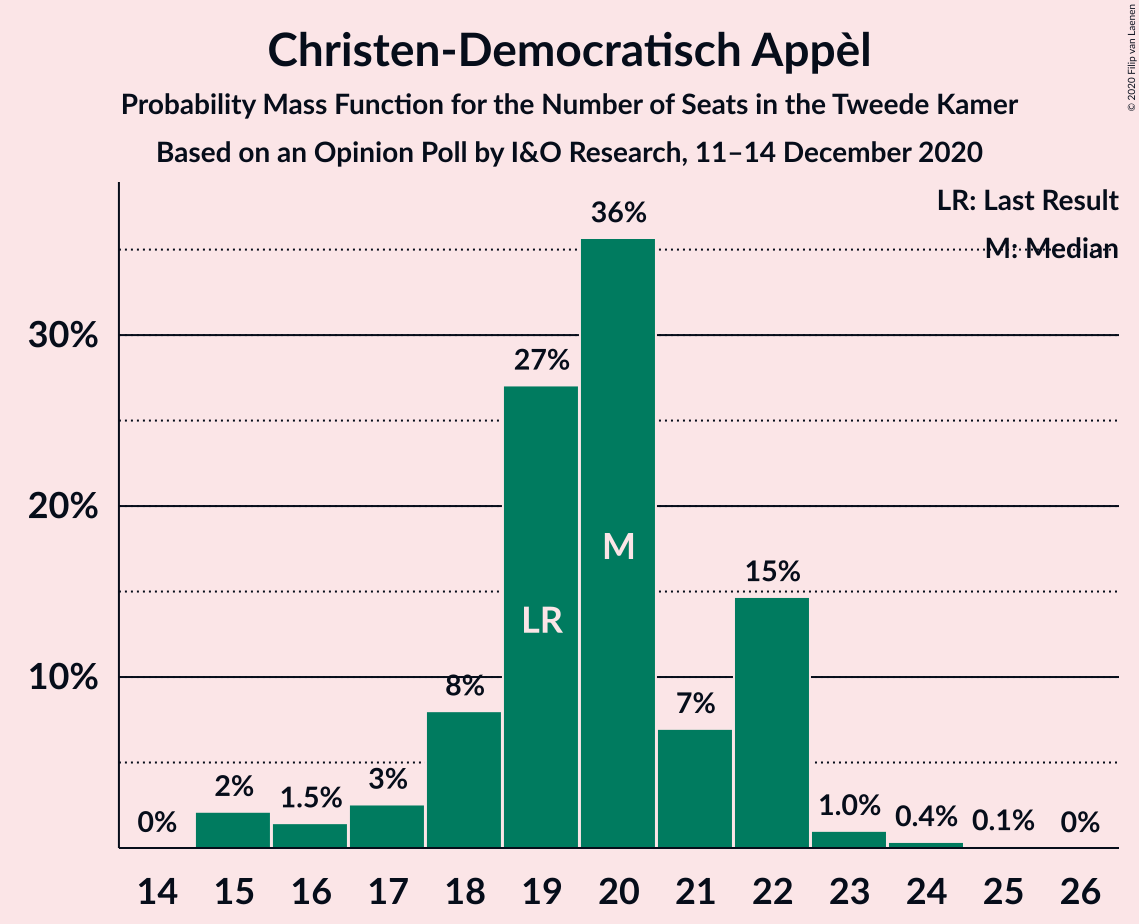 Christen-Democratisch Appèl
Probability Mass Function for the Number of Seats in the Tweede Kamer
Based on an Opinion Poll by I&O Research, 11–14 December 2020
© 2020 Filip van Laenen
LR: Last Result
M: Median
30%
20%
10%
0%
2%
1.5%
3%
8%
27%
36%
7%
15%
1.0%
0.4%
0.1%
0%
LR
M
14 15 16 17 18 19 20 21 22 23 24 25 26